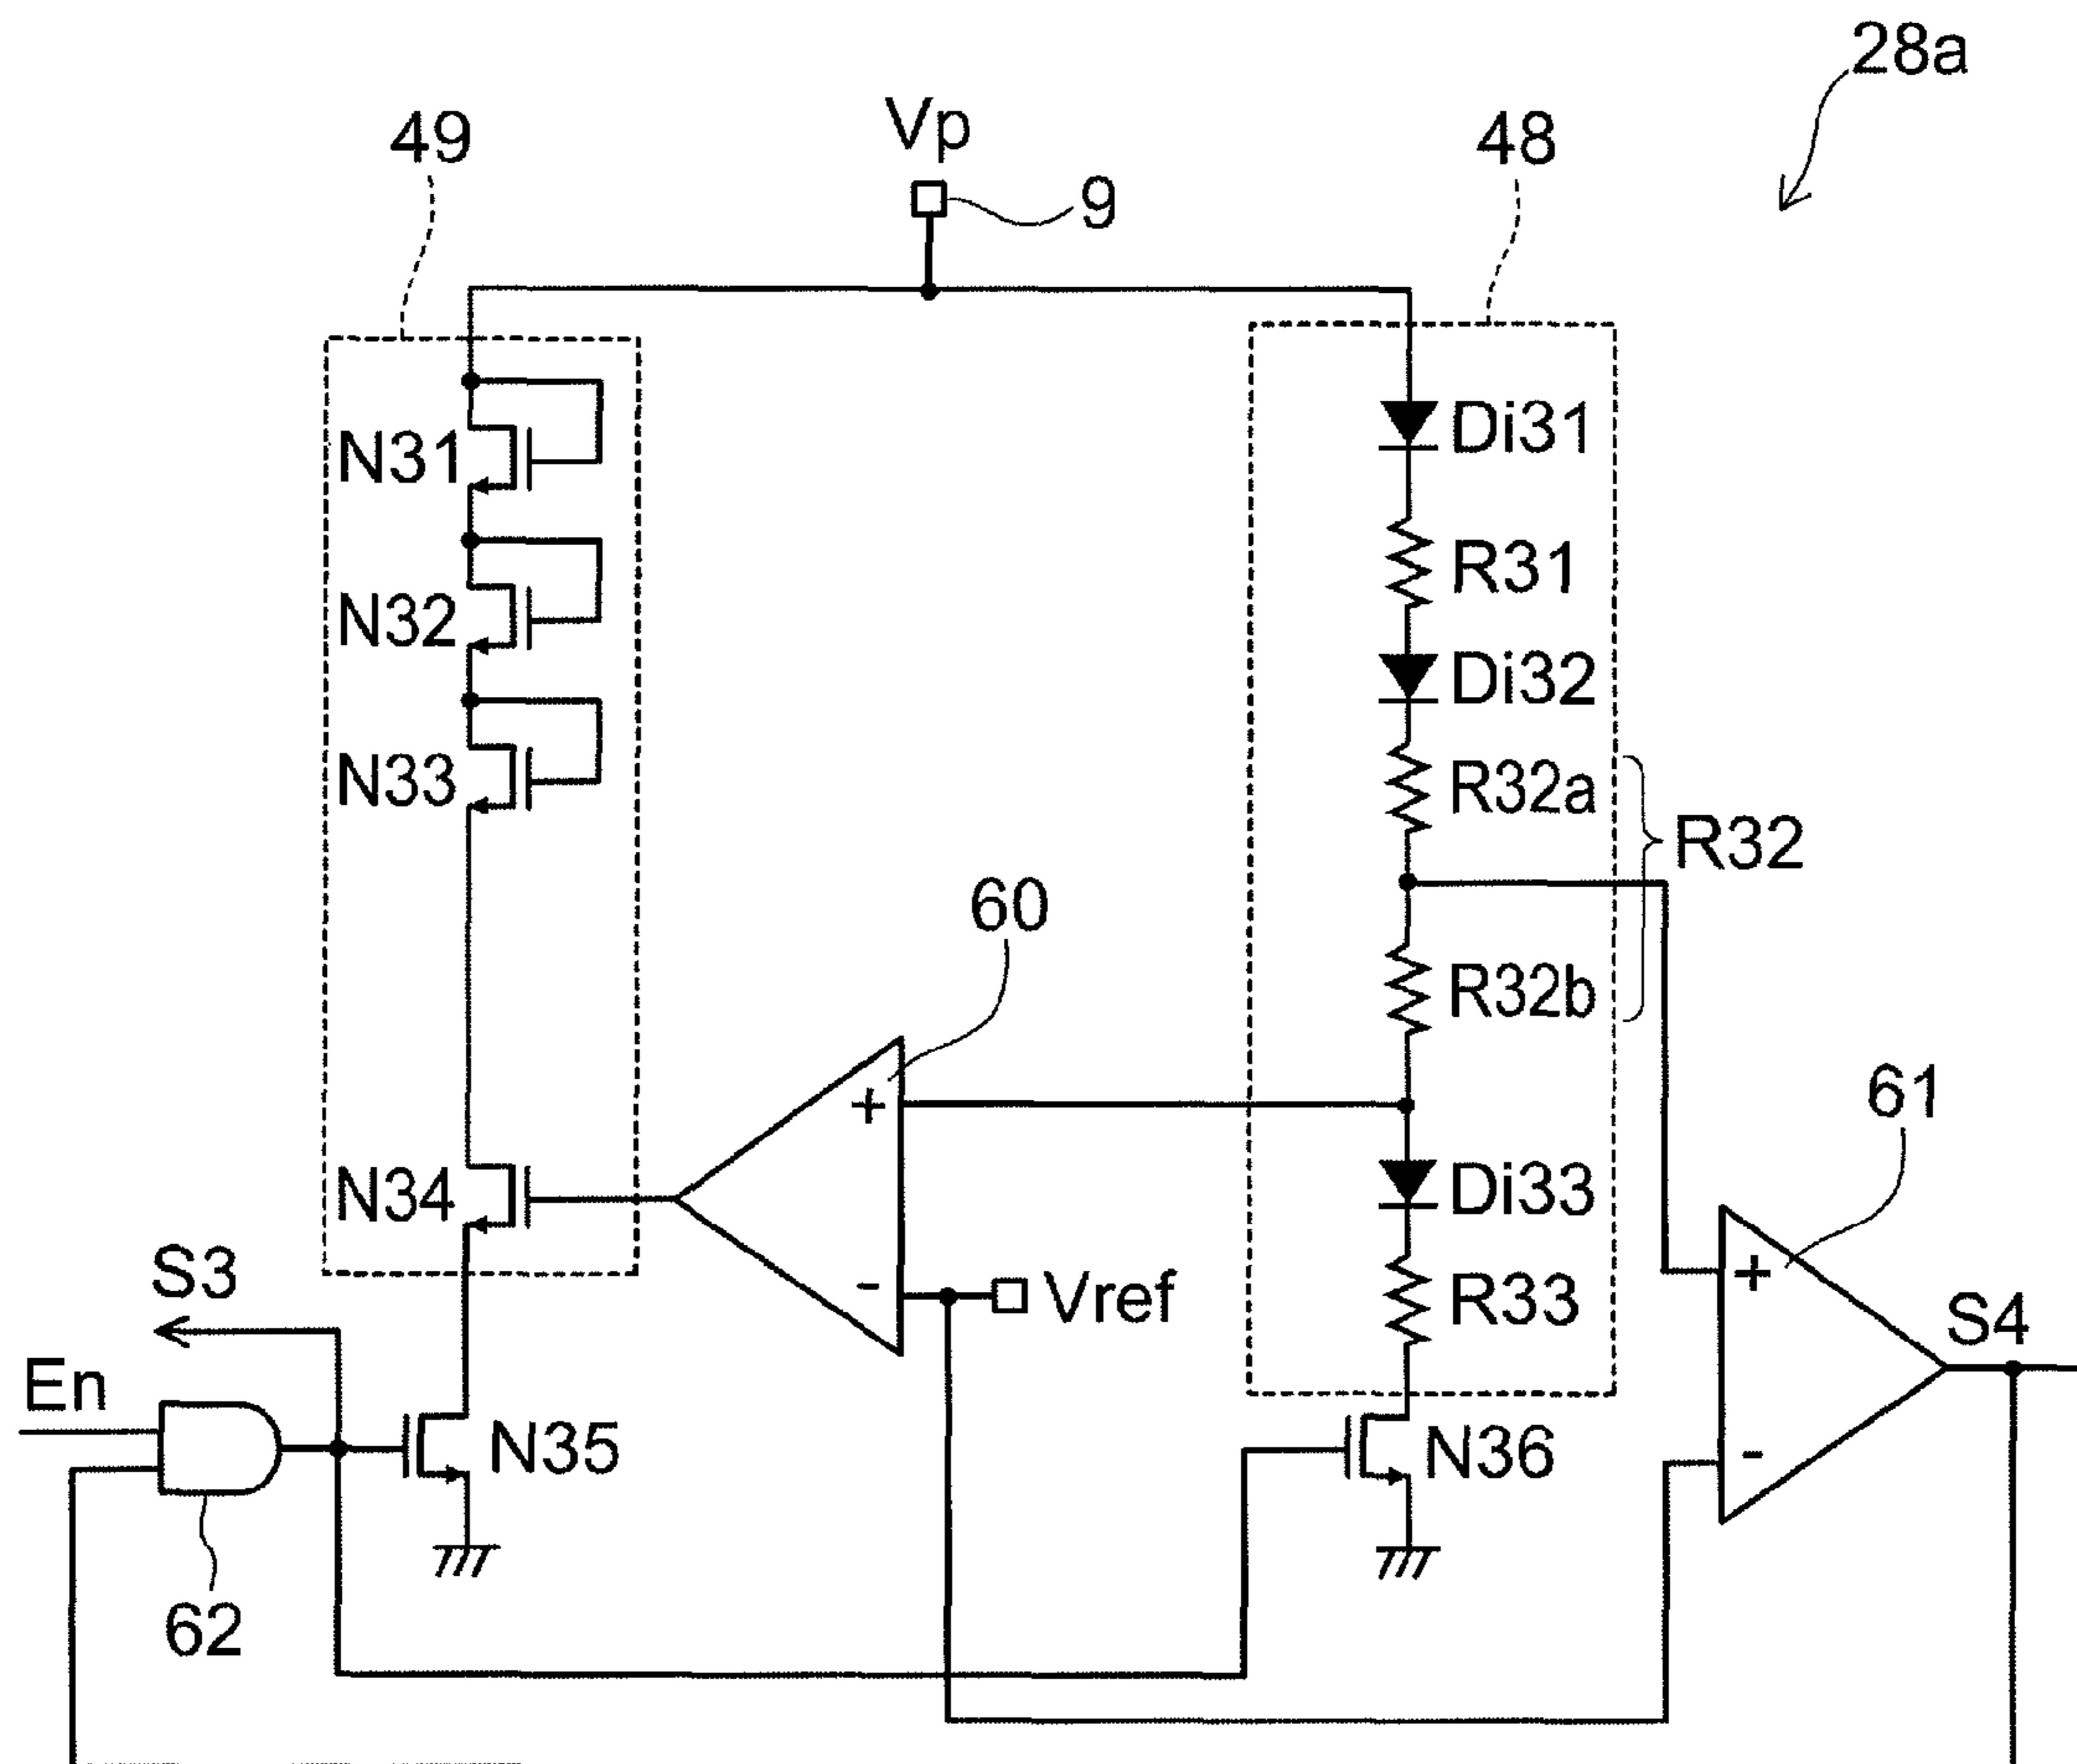 28a
Vp
49
48
9
N31
Di31
R31
N32
Di32
N33
R32a
R32
60
R32b
61
+
N34
Di33
S3
+
-
Vref
R33
S4
En
N35
N36
-
62